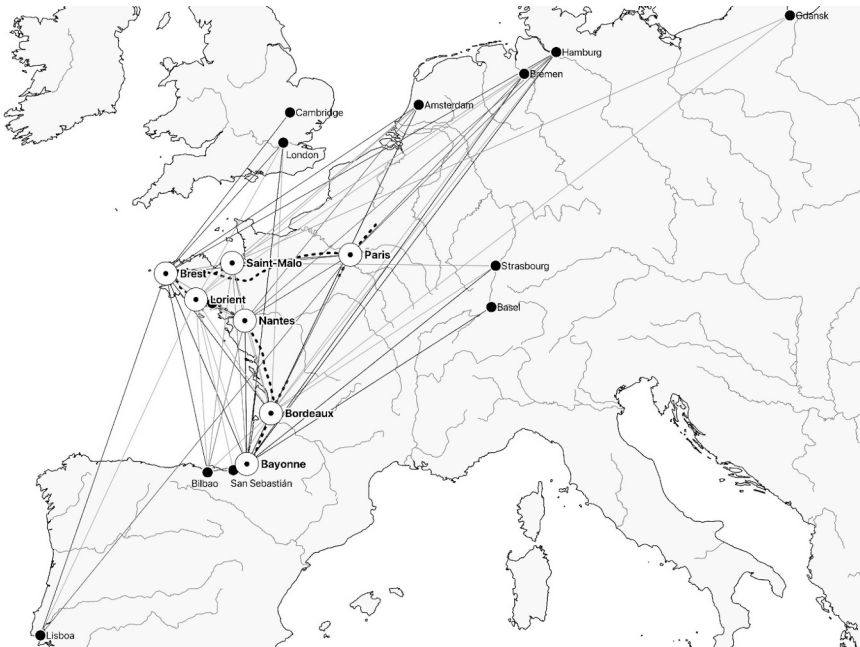 Gdansk
Hamburg
Bremen
Amsterdam
Cambridge
London
Paris
Saint-Malo
Strasbourg
Brest
Lorient
Basel
Nantes
Bordeaux
Bayonne
Bilbao
San Sebastián
Lisboa